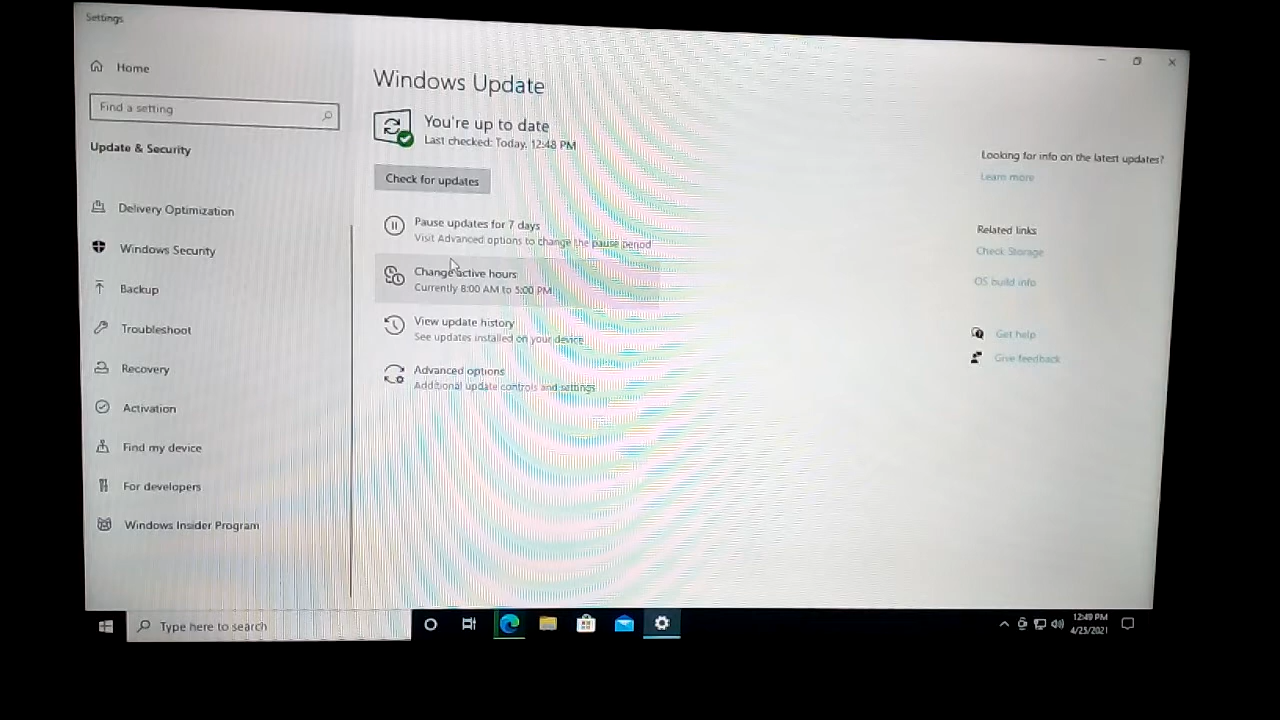 Settings
Home
Find a setting
Update & Security
Delivery Optimization
Windows Security
Backup
Troubleshoot
Recovery
Activation
Find my device
For developers
Windows Insider Program
Windows Update
You're up to date
Last checked: Today, 12:48 PM
Check for updates
Pause updates for 7 days
Visit Advanced options to change the pause period
Change active hours
Currently 8:00 AM to 5:00 PM
View update history
See updates installed on your device
Advanced options
Additional update controls and settings
Looking for info on the latest updates?
Learn more
Related links
Check Storage
OS build info
Get help
Give feedback
Type here to search
12:49 PM
4/25/2021